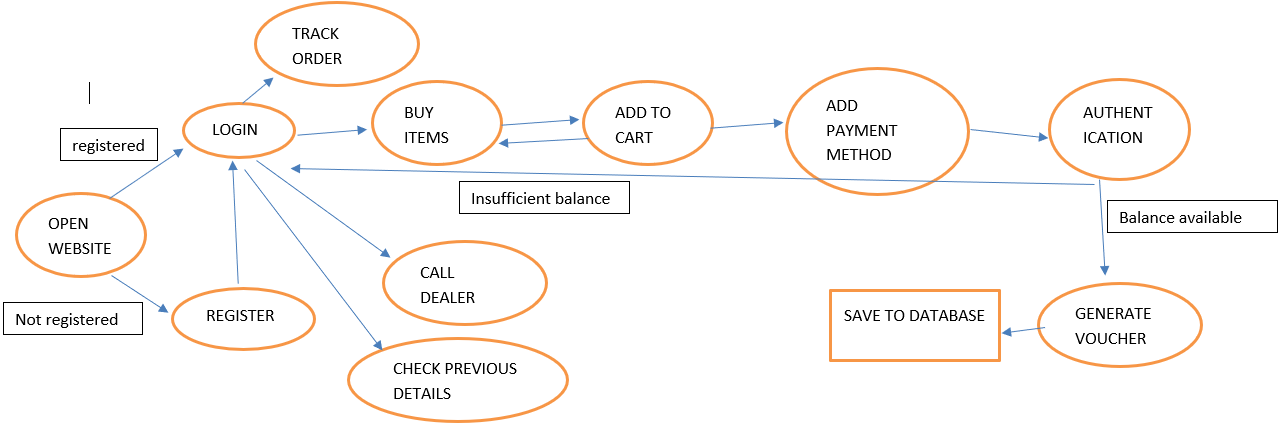 TRACK
ORDER
BUY
ITEMS
ADD TO
CART
ADD
PAYMENT
METHOD
AUTHENT
ICATION
LOGIN
registered
Insufficient balance
Balance available
OPEN
WEBSITE
CALL
DEALER
Not registered
REGISTER
SAVE TO DATABASE
GENERATE
VOUCHER
CHECK PREVIOUS
DETAILS